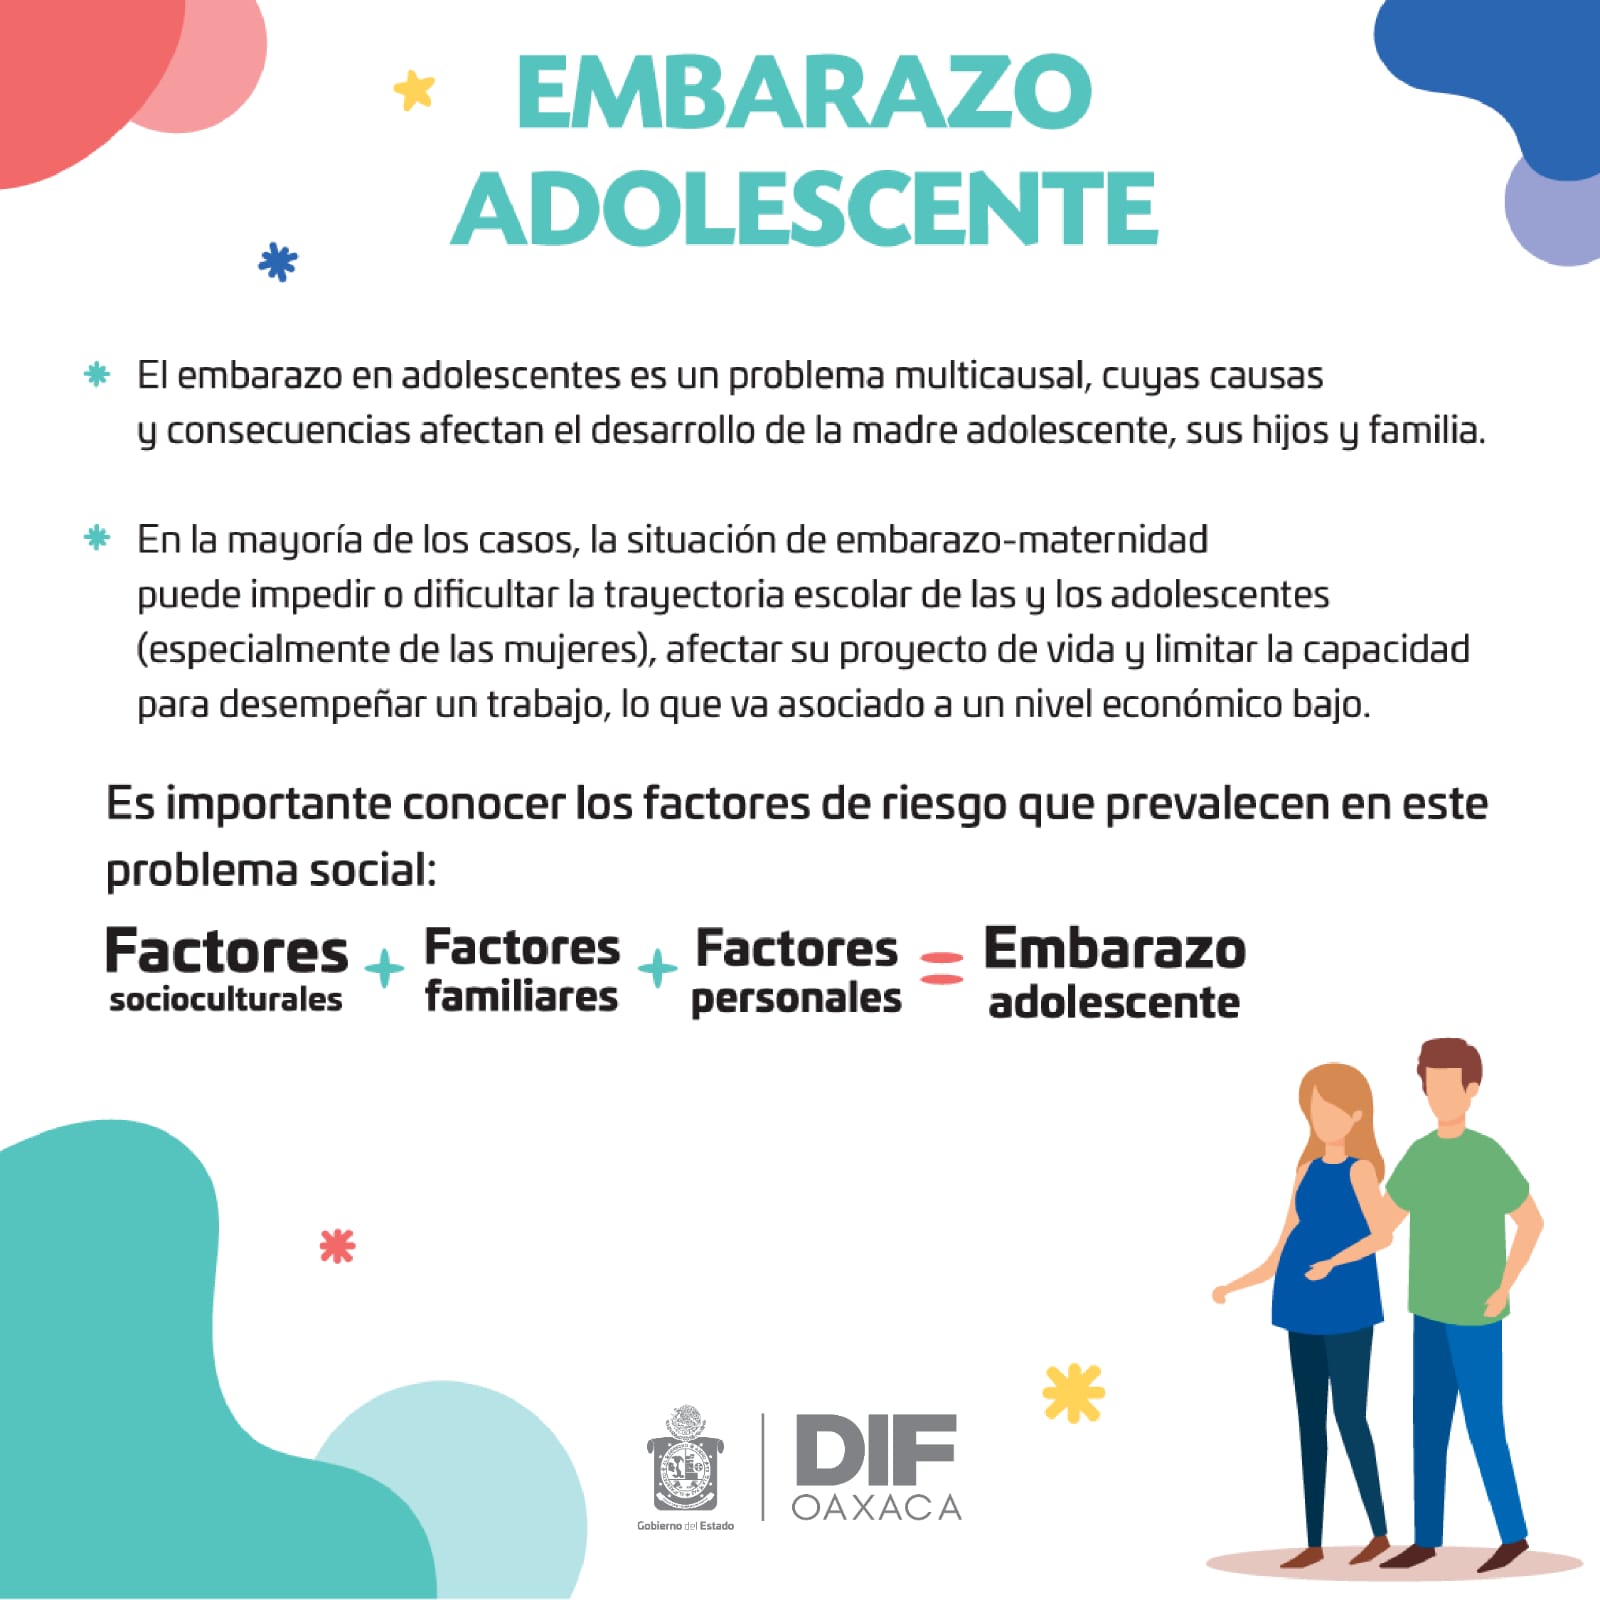 EMBARAZO
ADOLESCENTE
El embarazo en adolescentes es un problema multicausal, cuyas causas
y consecuencias afectan el desarrollo de la madre adolescente, sus hijos y familia.
En la mayoría de los casos, la situación de embarazo-maternidad
puede impedir o dificultar la trayectoria escolar de las y los adolescentes
(especialmente de las mujeres), afectar su proyecto de vida y limitar la capacidad
para desempeñar un trabajo, lo que va asociado a un nivel económico bajo.
Es importante conocer los factores de riesgo que prevalecen en este
problema social:
Factores + Factores + Factores = Embarazo
socioculturales familiares personales adolescente
DIF
OAXACA
Gobierno del Estado